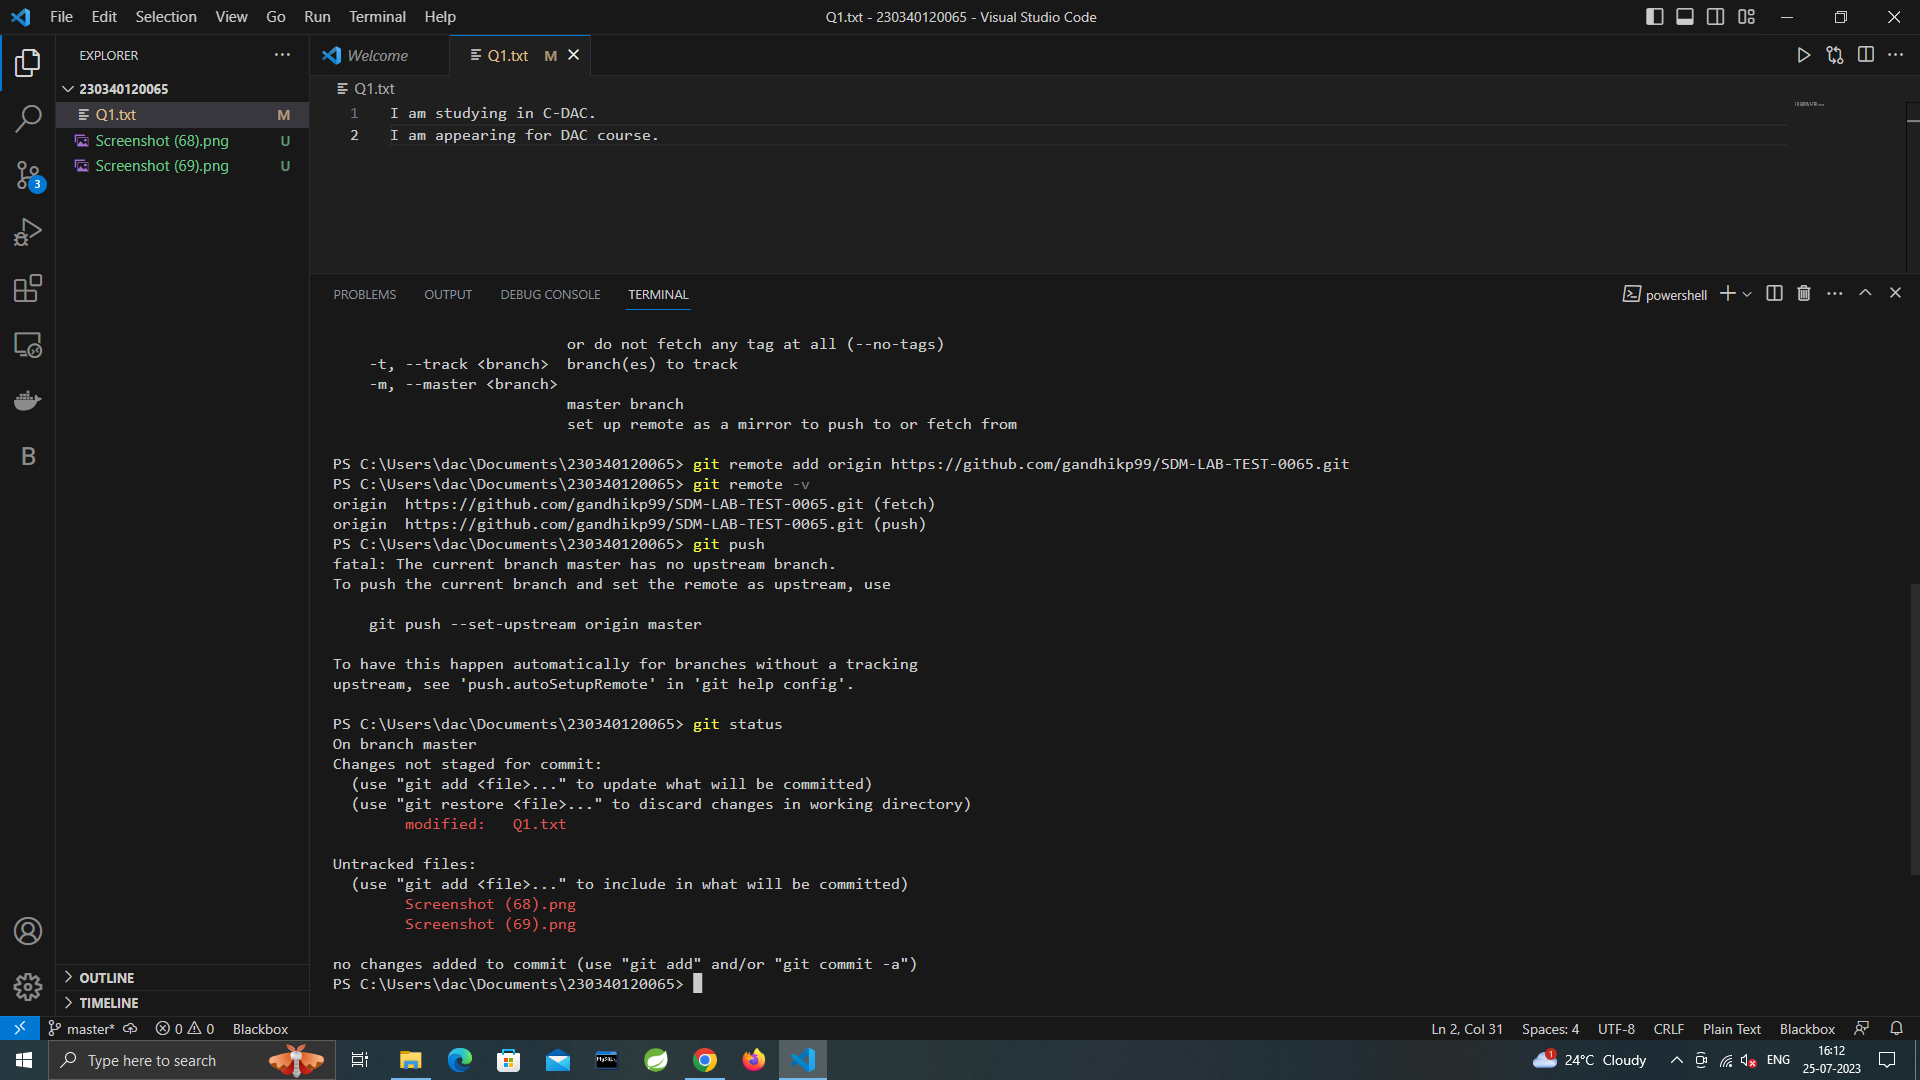 File Edit Selection View Go Run Terminal Help
Q1.txt - 230340120065 - Visual Studio Code
EXPLORER
230340120065
Q1.txt M
Screenshot (68).png U
Screenshot (69).png U
3
B
OUTLINE
TIMELINE
Welcome
Q1.txt M
Q1.txt
1 I am studying in C-DAC.
2 I am appearing for DAC course.
PROBLEMS OUTPUT DEBUG CONSOLE TERMINAL
powershell
or do not fetch any tag at all (--no-tags)
-t, --track <branch> branch(es) to track
-m, --master <branch>
master branch
set up remote as a mirror to push to or fetch from
PS C:\Users\dac\Documents\230340120065> git remote add origin https://github.com/gandhikp99/SDM-LAB-TEST-0065.git
PS C:\Users\dac\Documents\230340120065> git remote -v
origin https://github.com/gandhikp99/SDM-LAB-TEST-0065.git (fetch)
origin https://github.com/gandhikp99/SDM-LAB-TEST-0065.git (push)
PS C:\Users\dac\Documents\230340120065> git push
fatal: The current branch master has no upstream branch.
To push the current branch and set the remote as upstream, use
git push --set-upstream origin master
To have this happen automatically for branches without a tracking
upstream, see 'push.autoSetupRemote' in 'git help config'.
PS C:\Users\dac\Documents\230340120065> git status
On branch master
Changes not staged for commit:
(use "git add <file>..." to update what will be committed)
(use "git restore <file>..." to discard changes in working directory)
modified: Q1.txt
Untracked files:
(use "git add <file>..." to include in what will be committed)
Screenshot (68).png
Screenshot (69).png
no changes added to commit (use "git add" and/or "git commit -a")
PS C:\Users\dac\Documents\230340120065>
master* 0 0 Blackbox
Ln 2, Col 31 Spaces: 4 UTF-8 CRLF Plain Text Blackbox
Type here to search
MySQL
1 24°C Cloudy
ENG
16:12
25-07-2023